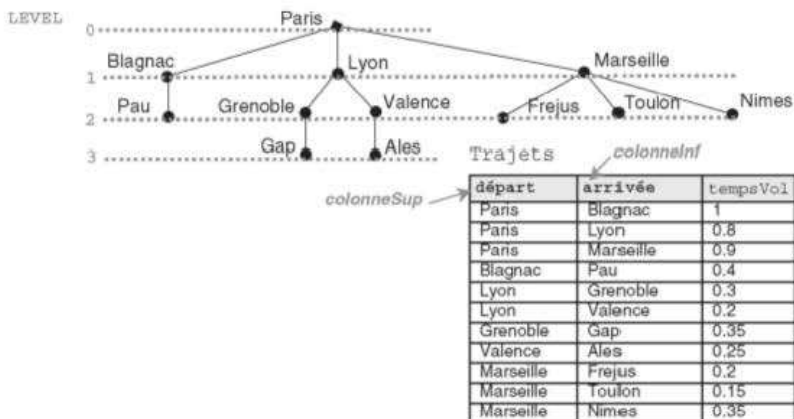 LEVEL
Paris
0
Blagnac
Lyon
Marseille
1
Pau
Grenoble
Valence
Frejus
Toulon
Nimes
2
Gap
Ales
3
Trajets
colonneInf
colonneSup
départ arrivée tempsVol
Paris Blagnac 1
Paris Lyon 0.8
Paris Marseille 0.9
Blagnac Pau 0.4
Lyon Grenoble 0.3
Lyon Valence 0.2
Grenoble Gap 0.35
Valence Ales 0.25
Marseille Frejus 0.2
Marseille Toulon 0.15
Marseille Nimes 0.35